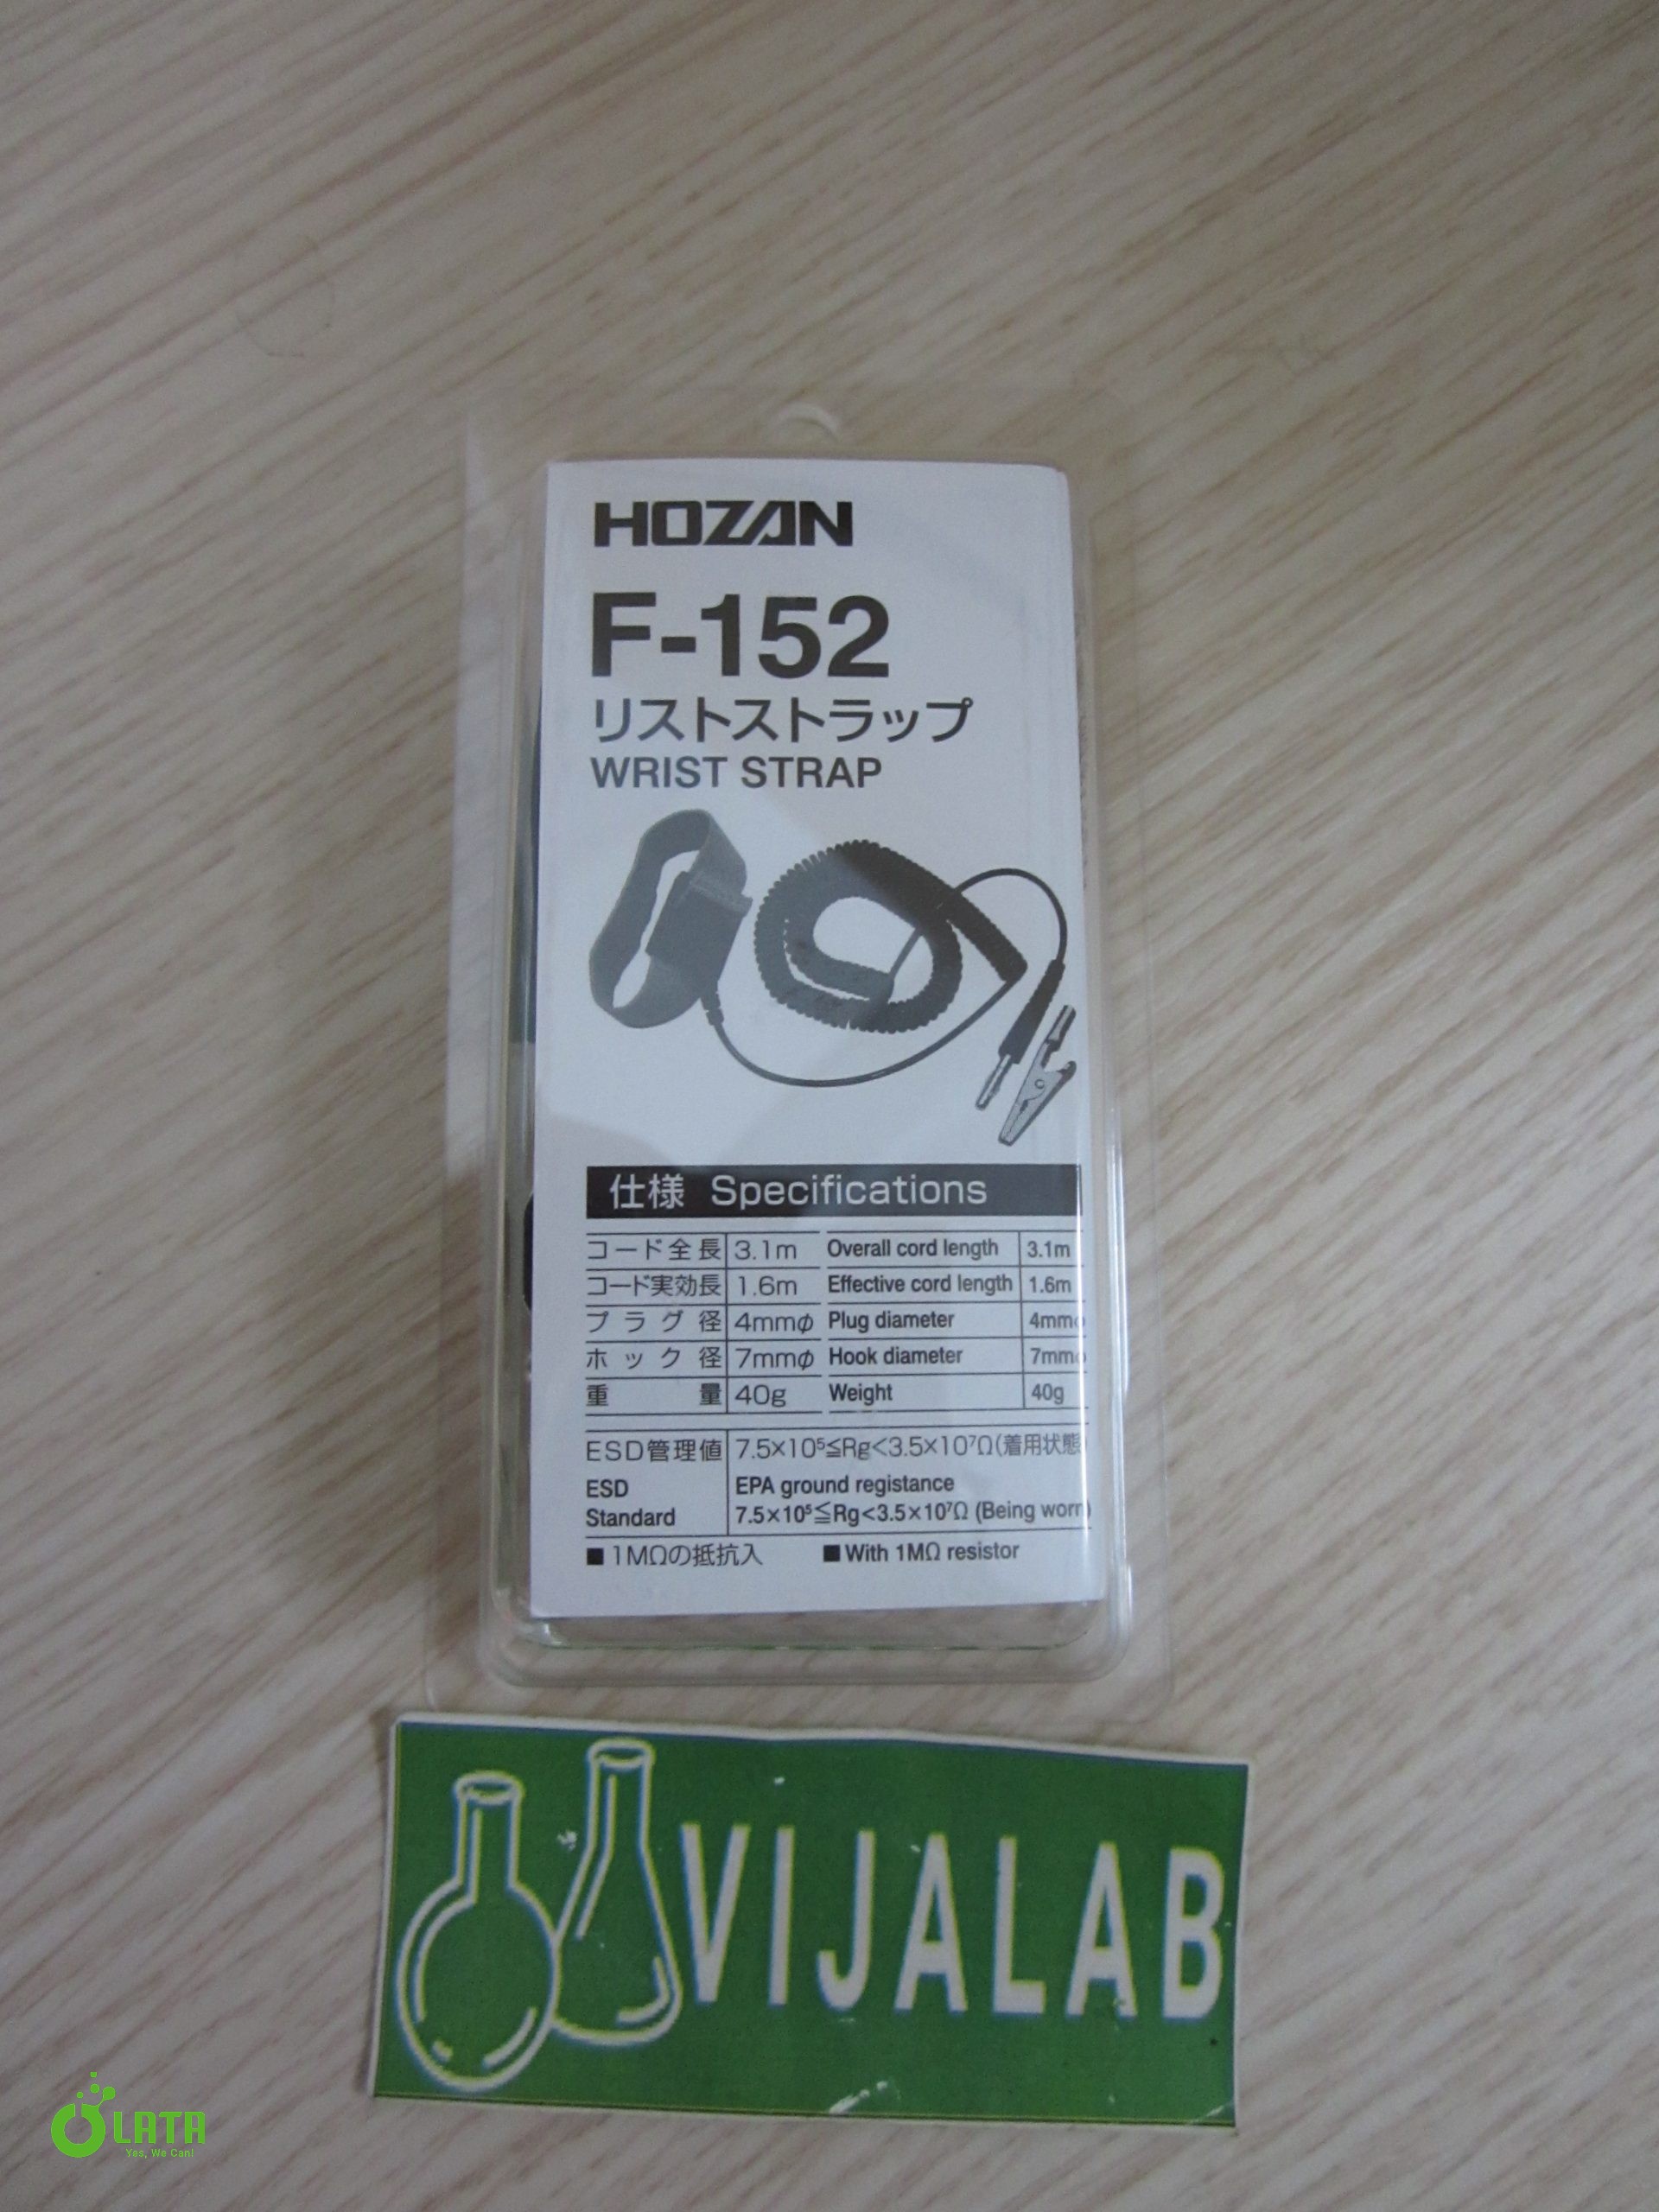 HOZAN
F-152
リストストラップ
WRIST STRAP
仕様 Specifications
コード全長 3.1m Overall cord length 3.1m
コード実効長 1.6m Effective cord length 1.6m
プラグ径 4mmφ Plug diameter 4mmφ
ホック径 7mmφ Hook diameter 7mmφ
重量 40g Weight 40g
ESD管理値 7.5×10⁵≦Rg<3.5×10⁷Ω(着用状態
ESD EPA ground registance
Standard 7.5×10⁵≦Rg<3.5×10⁷Ω (Being worn)
■1MΩの抵抗入 ■With 1MΩ resistor
VIJALAB
OLATA
Yes, We Can!